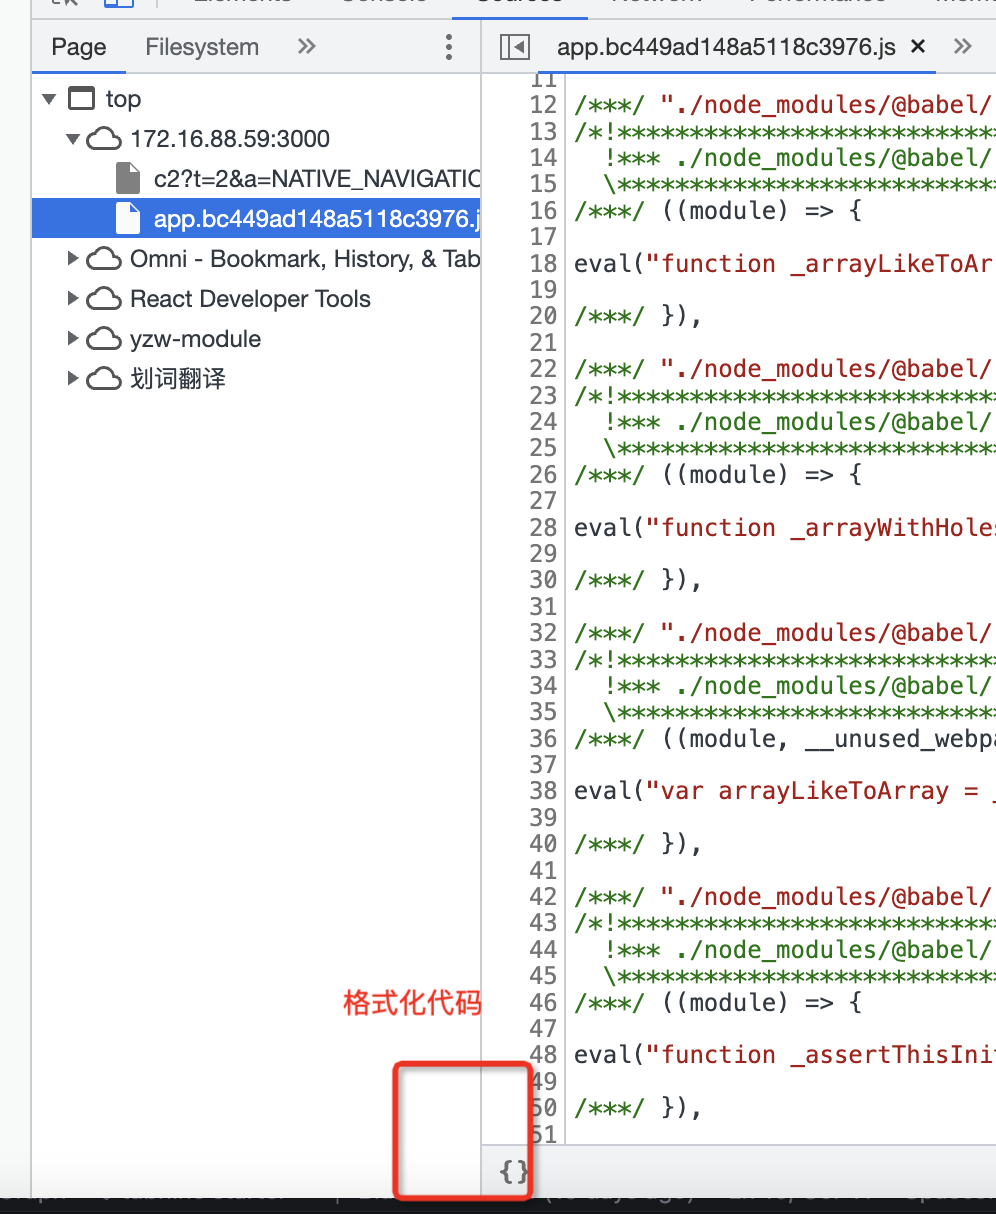 Page Filesystem
app.bc449ad148a5118c3976.js
top
172.16.88.59:3000
c2?t=2&a=NATIVE_NAVIGATIO
app.bc449ad148a5118c3976.j
Omni - Bookmark, History, & Tab
React Developer Tools
yzw-module
划词翻译
格式化代码
11
12 /***/ "./node_modules/@babel/
13 /*!**************************
14   !*** ./node_modules/@babel/
15   \**************************
16 /***/ ((module) => {
17
18 eval("function _arrayLikeToAr
19
20 /***/ }),
21
22 /***/ "./node_modules/@babel/
23 /*!**************************
24   !*** ./node_modules/@babel/
25   \**************************
26 /***/ ((module) => {
27
28 eval("function _arrayWithHoles
29
30 /***/ }),
31
32 /***/ "./node_modules/@babel/
33 /*!**************************
34   !*** ./node_modules/@babel/
35   \**************************
36 /***/ ((module, __unused_webpa
37
38 eval("var arrayLikeToArray = _
39
40 /***/ }),
41
42 /***/ "./node_modules/@babel/
43 /*!**************************
44   !*** ./node_modules/@babel/
45   \**************************
46 /***/ ((module) => {
47
48 eval("function _assertThisInit
49
50 /***/ }),
51
{}